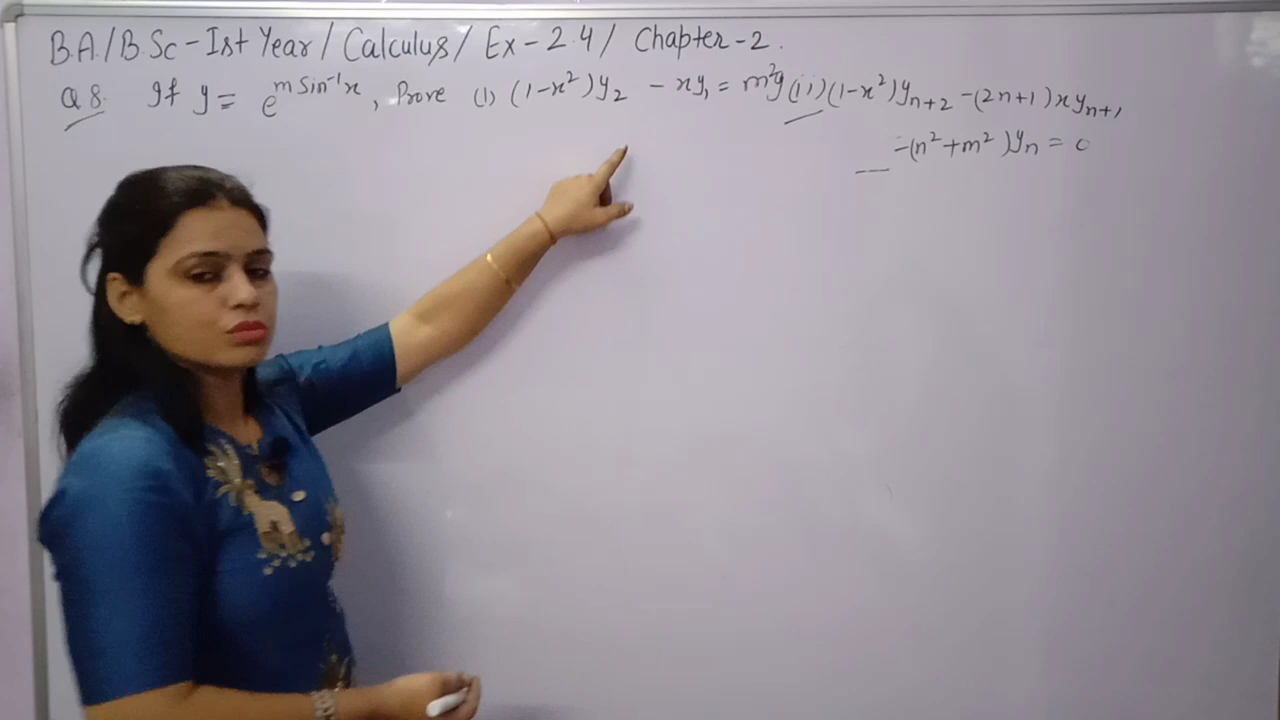 B.A./B.Sc - Ist Year / Calculus / Ex - 2.4 / Chapter - 2.
Q 8. If y = e^{m sin⁻¹x}, Prove (i) (1-x²)y₂ - xy₁ = m²y (ii) (1-x²)yₙ₊₂ - (2n+1)xyₙ₊₁
-(n²+m²)yₙ = 0